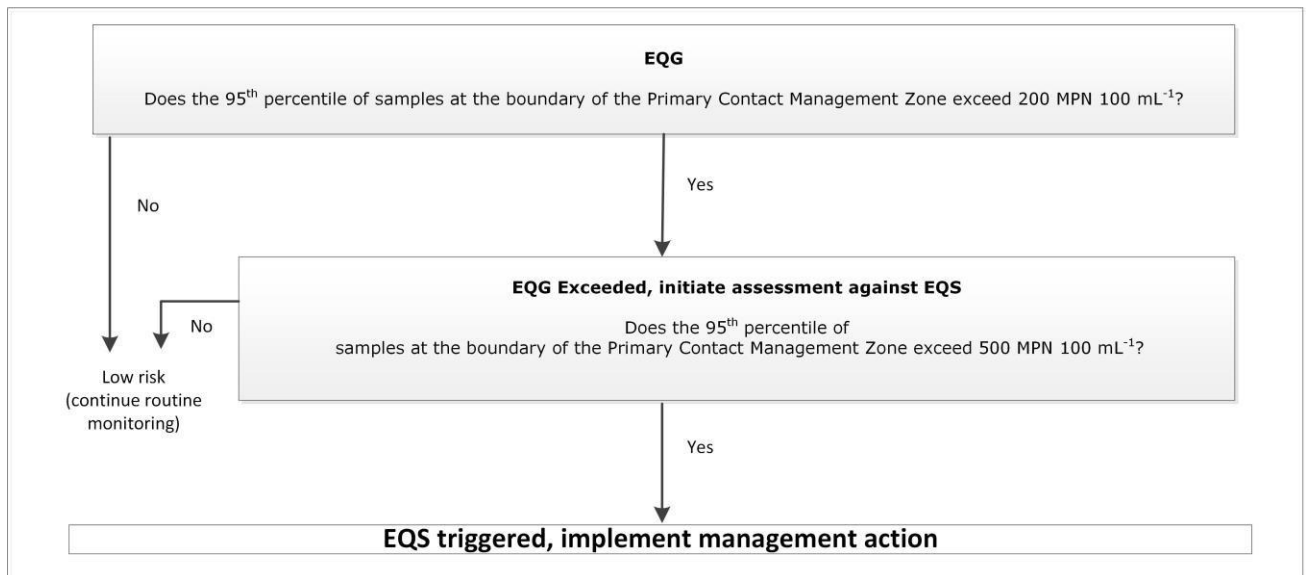 EQG
Does the 95th percentile of samples at the boundary of the Primary Contact Management Zone exceed 200 MPN 100 mL-1?
No
Yes
EQG Exceeded, initiate assessment against EQS
Does the 95th percentile of
samples at the boundary of the Primary Contact Management Zone exceed 500 MPN 100 mL-1?
No
Low risk
(continue routine
monitoring)
Yes
EQS triggered, implement management action